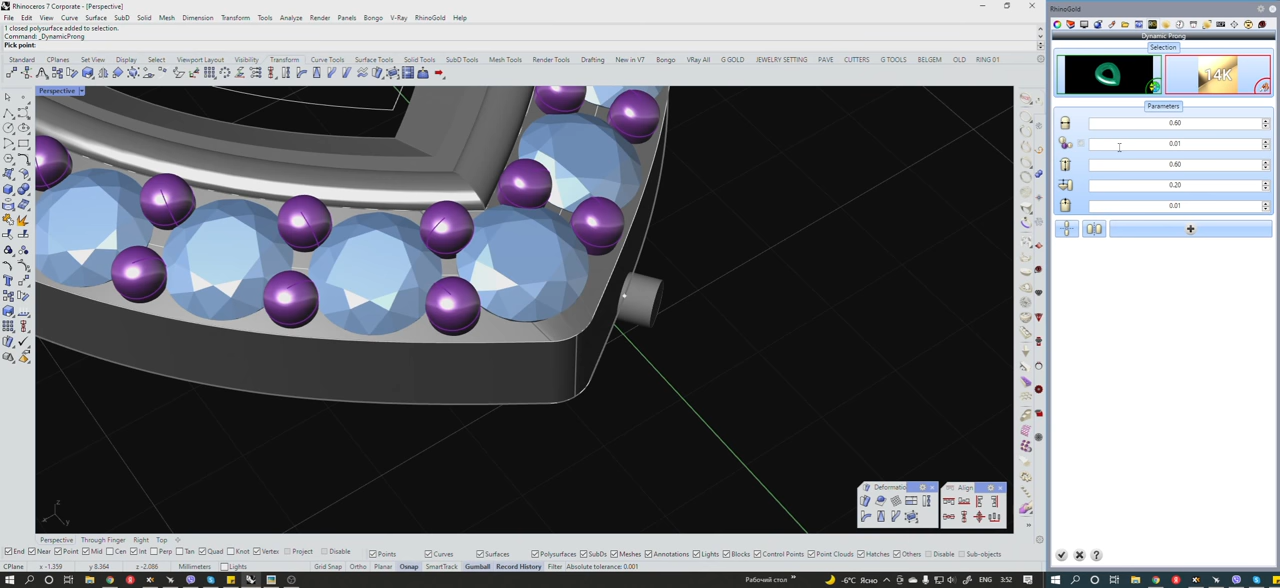 Rhinoceros 7 Corporate - [Perspective]
RhinoGold
File Edit View Curve Surface SubD Solid Mesh Dimension Transform Tools Analyze Render Panels Bongo V-Ray RhinoGold Window Help
1 closed polysurface added to selection.
Command: _DynamicProng
Pick point:
Dynamic Prong
Selection
Standard CPlanes Set View Display Select Viewport Layout Visibility Transform Curve Tools Surface Tools Solid Tools SubD Tools Mesh Tools Render Tools Drafting New in V7 Bongo VRay All G GOLD JEWELRY SETTING PAVE CUTTERS G TOOLS BELGEM OLD RING 01
14K
Perspective
Parameters
0.60
0.01
0.60
0.20
0.01
Deformatio
Align
z
y
Perspective Through Finger Right Top
End Near Point Mid Cen Int Perp Tan Quad Knot Vertex Project Disable Points Curves Surfaces Polysurfaces SubDs Meshes Annotations Lights Blocks Control Points Point Clouds Hatches Others Disable Sub-objects
CPlane x -1.359 y 8.364 z -2.086 Millimeters Lights Grid Snap Ortho Planar Osnap SmartTrack Gumball Record History Filter Absolute tolerance: 0.001
Рабочий стол -6°C Ясно ENG 3:52